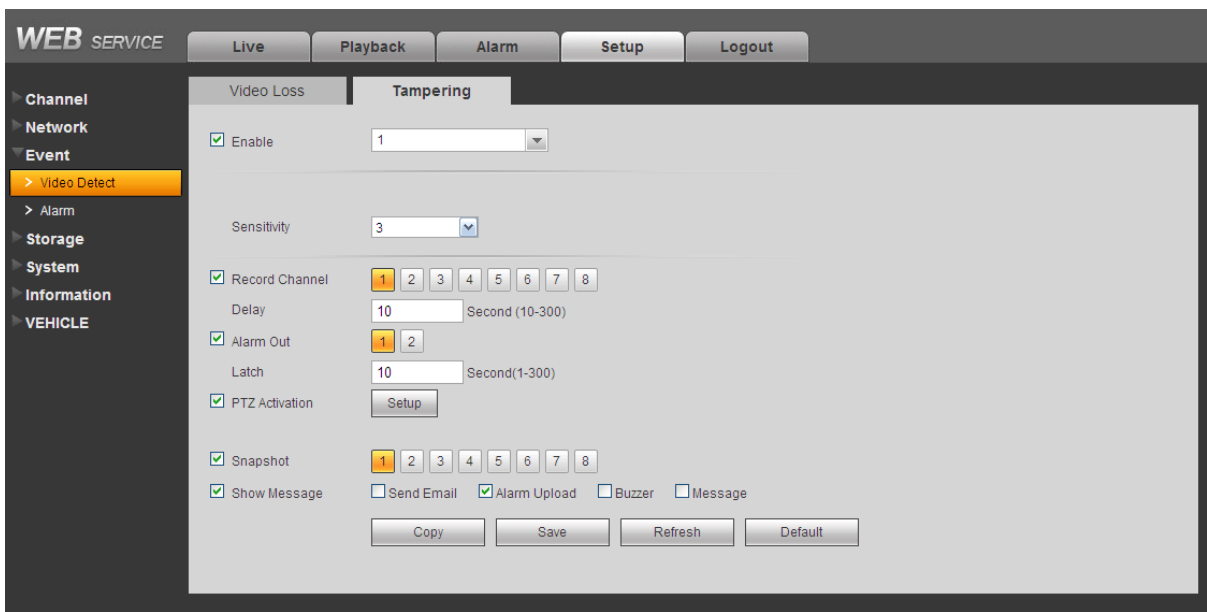 WEB SERVICE
Live Playback Alarm Setup Logout
Channel
Network
Event
> Video Detect
> Alarm
Storage
System
Information
VEHICLE
Video Loss Tampering
Enable 1
Sensitivity 3
Record Channel 1 2 3 4 5 6 7 8
Delay 10 Second (10-300)
Alarm Out 1 2
Latch 10 Second(1-300)
PTZ Activation Setup
Snapshot 1 2 3 4 5 6 7 8
Show Message Send Email Alarm Upload Buzzer Message
Copy Save Refresh Default